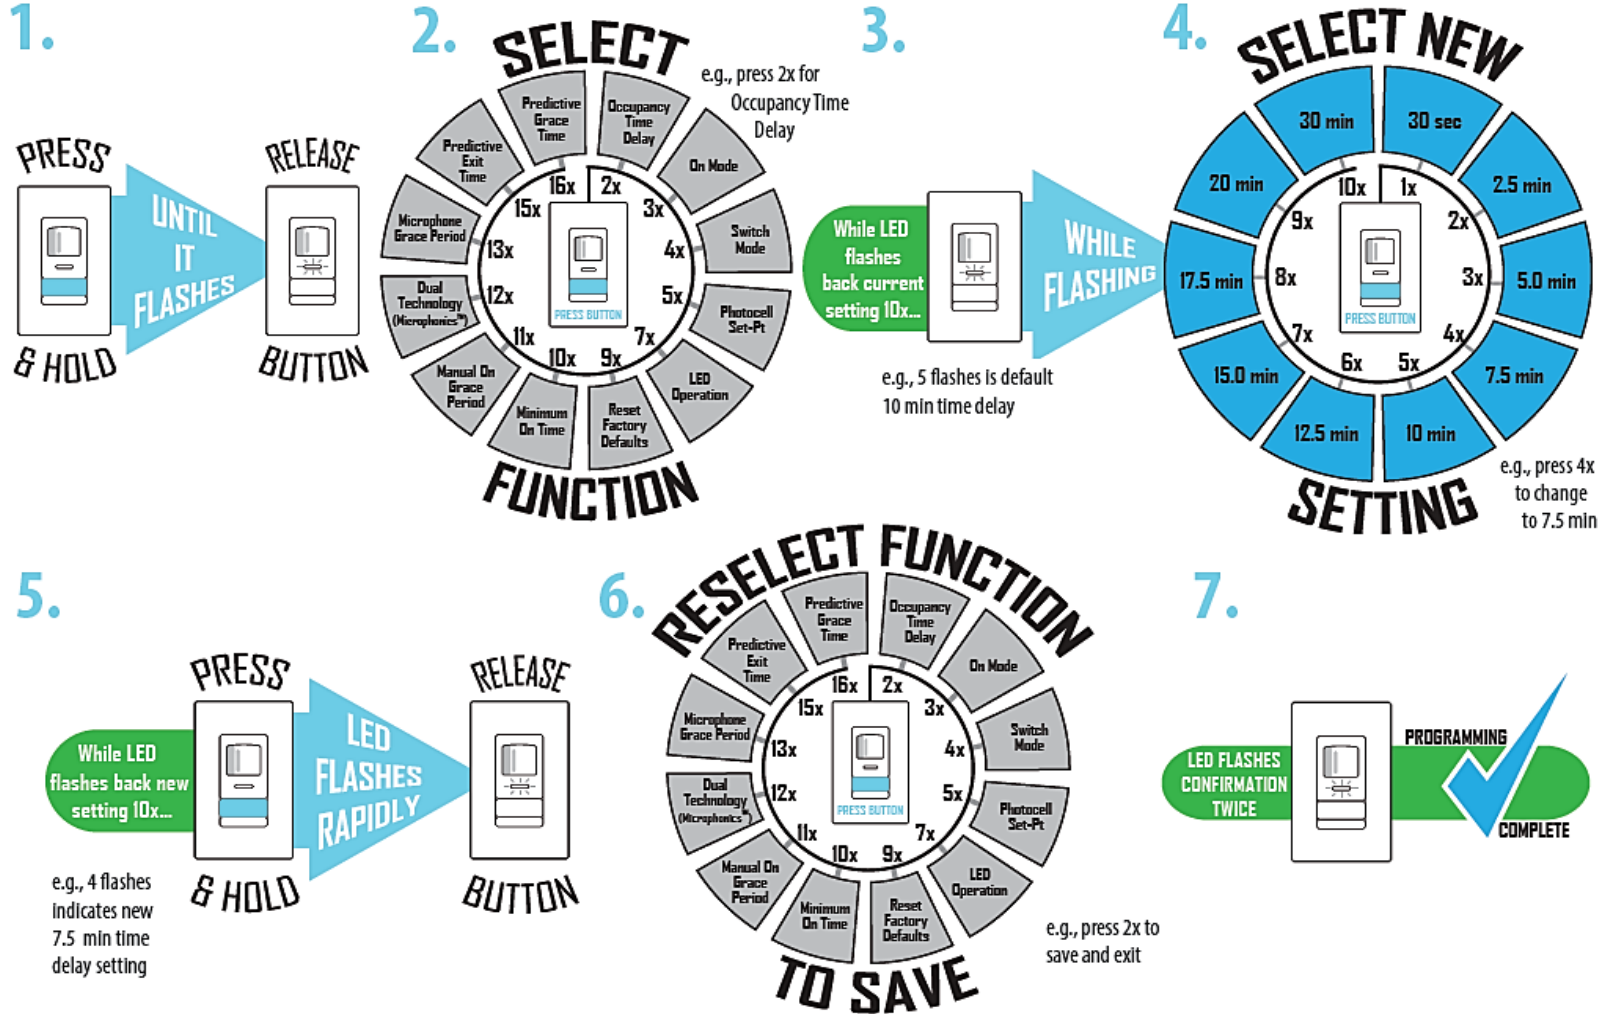 1.
PRESS
& HOLD
UNTIL
IT
FLASHES
RELEASE
BUTTON
2.
SELECT
FUNCTION
e.g., press 2x for
Occupancy Time
Delay
Occupancy
Time
Delay
On Mode
Switch
Mode
Photocell
Set-Pt
LED
Operation
Reset
Factory
Defaults
Minimum
On Time
Manual On
Grace
Period
Dual
Technology
(Microphonics™)
Microphone
Grace Period
Predictive
Exit
Time
Predictive
Grace
Time
2x
3x
4x
5x
7x
9x
10x
11x
12x
13x
15x
16x
PRESS BUTTON
3.
While LED
flashes
back current
setting 10x...
WHILE
FLASHING
e.g., 5 flashes is default
10 min time delay
4.
SELECT NEW
SETTING
30 sec
2.5 min
5.0 min
7.5 min
10 min
12.5 min
15.0 min
17.5 min
20 min
30 min
1x
2x
3x
4x
5x
6x
7x
8x
9x
10x
PRESS BUTTON
e.g., press 4x
to change
to 7.5 min
5.
While LED
flashes back new
setting 10x...
PRESS
& HOLD
LED
FLASHES
RAPIDLY
RELEASE
BUTTON
e.g., 4 flashes
indicates new
7.5 min time
delay setting
6.
RESELECT FUNCTION
TO SAVE
Occupancy
Time
Delay
On Mode
Switch
Mode
Photocell
Set-Pt
LED
Operation
Reset
Factory
Defaults
Minimum
On Time
Manual On
Grace
Period
Dual
Technology
(Microphonics™)
Microphone
Grace Period
Predictive
Exit
Time
Predictive
Grace
Time
2x
3x
4x
5x
7x
9x
10x
11x
12x
13x
15x
16x
PRESS BUTTON
e.g., press 2x to
save and exit
7.
LED FLASHES
CONFIRMATION
TWICE
PROGRAMMING
COMPLETE